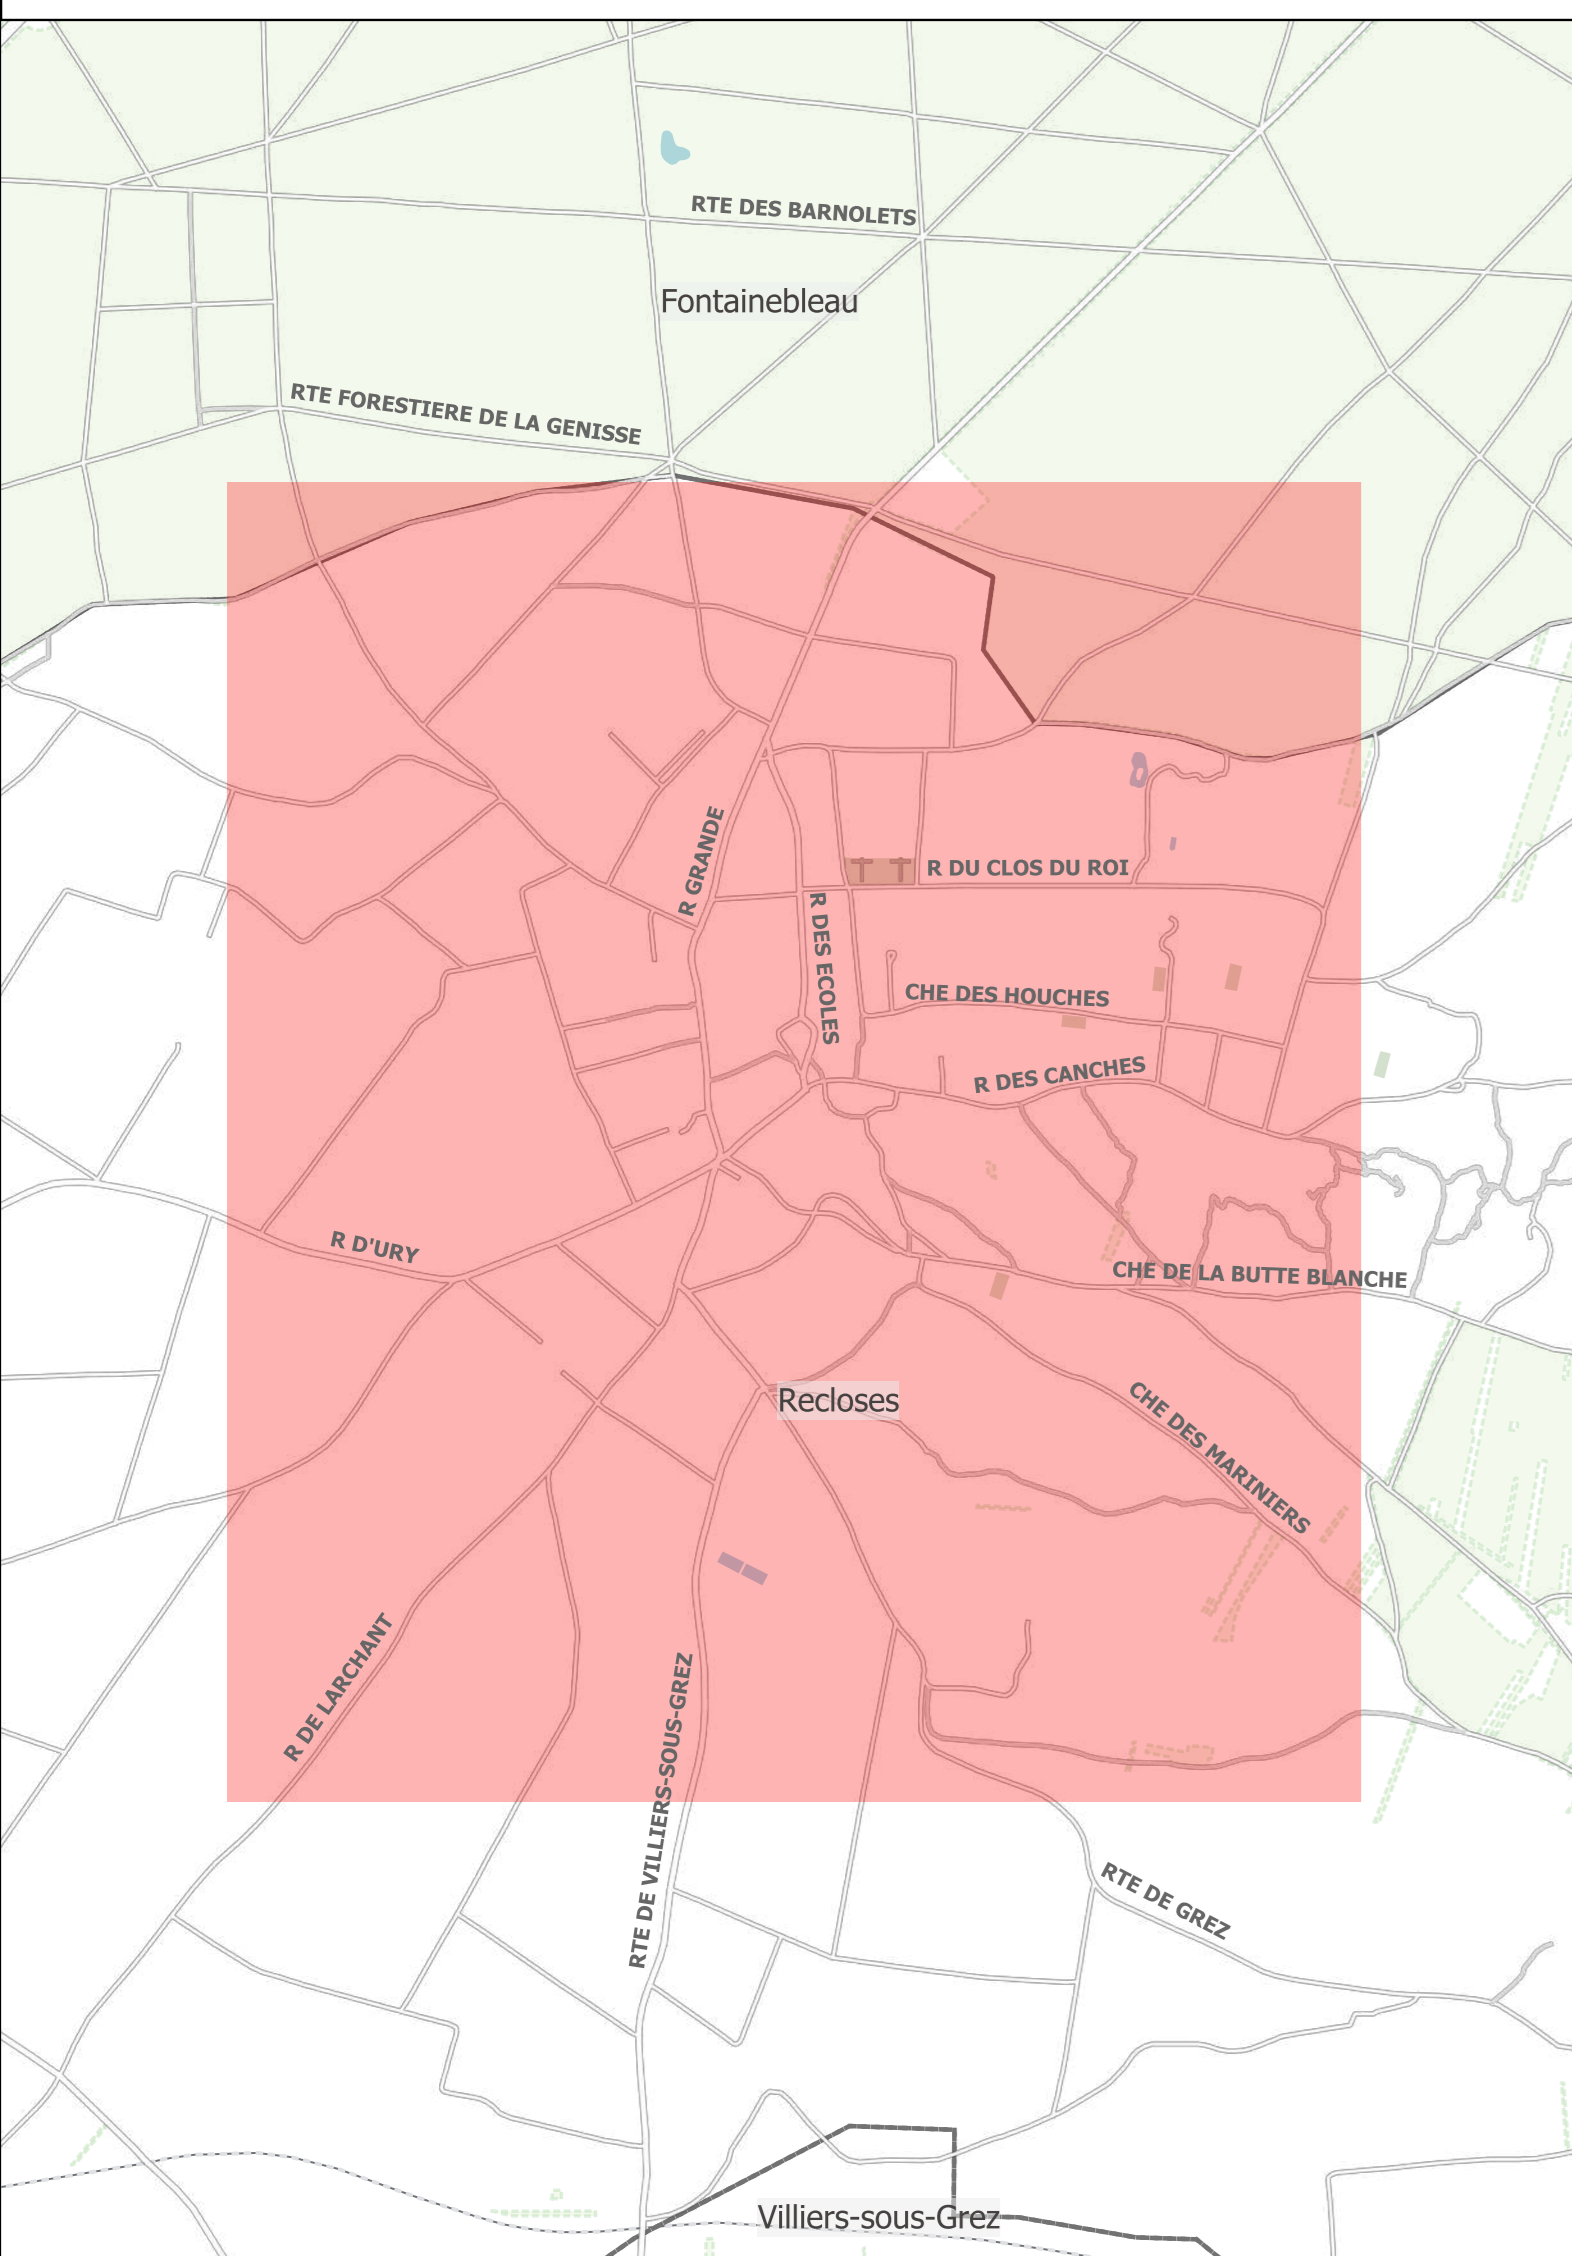 RTE DES BARNOLETS
Fontainebleau
RTE FORESTIERE DE LA GENISSE
R GRANDE
R DU CLOS DU ROI
R DES ECOLES
CHE DES HOUCHES
R DES CANCHES
R D'URY
CHE DE LA BUTTE BLANCHE
Recloses
CHE DES MARINIERS
R DE LARCHANT
RTE DE VILLIERS-SOUS-GREZ
RTE DE GREZ
Villiers-sous-Grez